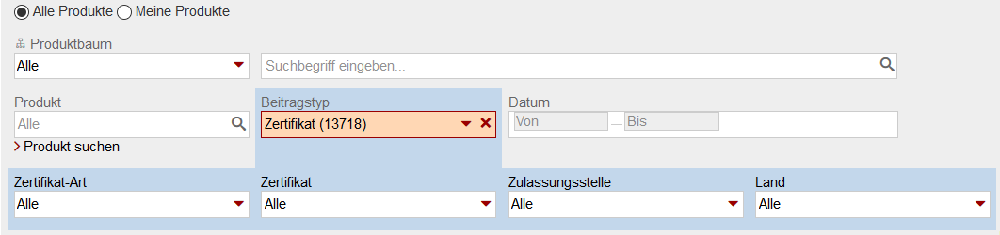 Alle Produkte Meine Produkte
Produktbaum
Alle Suchbegriff eingeben...
Produkt Beitragstyp Datum
Alle Zertifikat (13718) Von — Bis
Produkt suchen
Zertifikat-Art Zertifikat Zulassungsstelle Land
Alle Alle Alle Alle